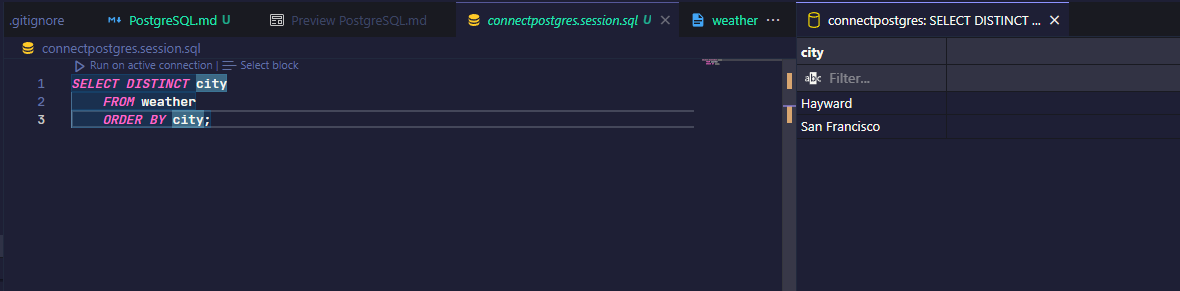 .gitignore
PostgreSQL.md U
Preview PostgreSQL.md
connectpostgres.session.sql U
weather
connectpostgres: SELECT DISTINCT ...
connectpostgres.session.sql
Run on active connection | Select block
1 SELECT DISTINCT city
2 FROM weather
3 ORDER BY city;
city
abc Filter...
Hayward
San Francisco